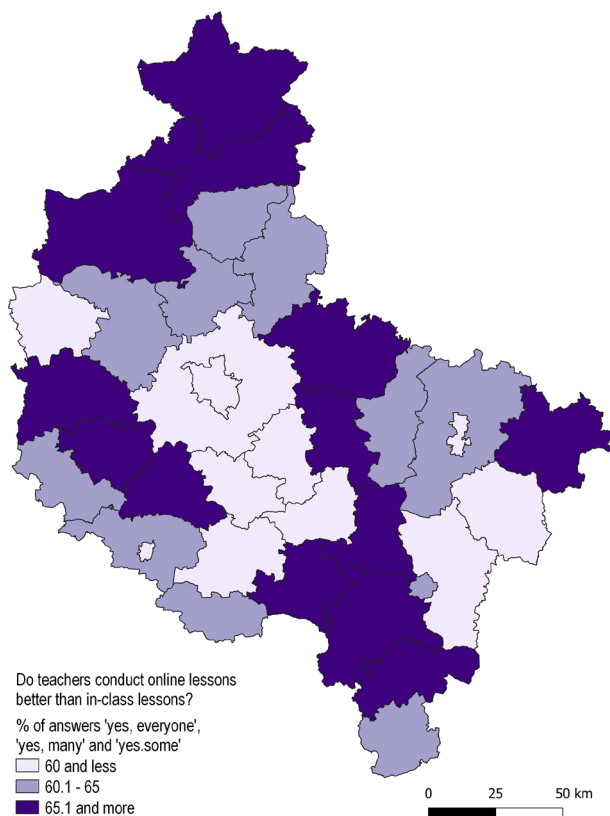 Do teachers conduct online lessons
better than in-class lessons?
% of answers 'yes, everyone',
'yes, many' and 'yes.some'
60 and less
60.1 - 65
65.1 and more
0 25 50 km